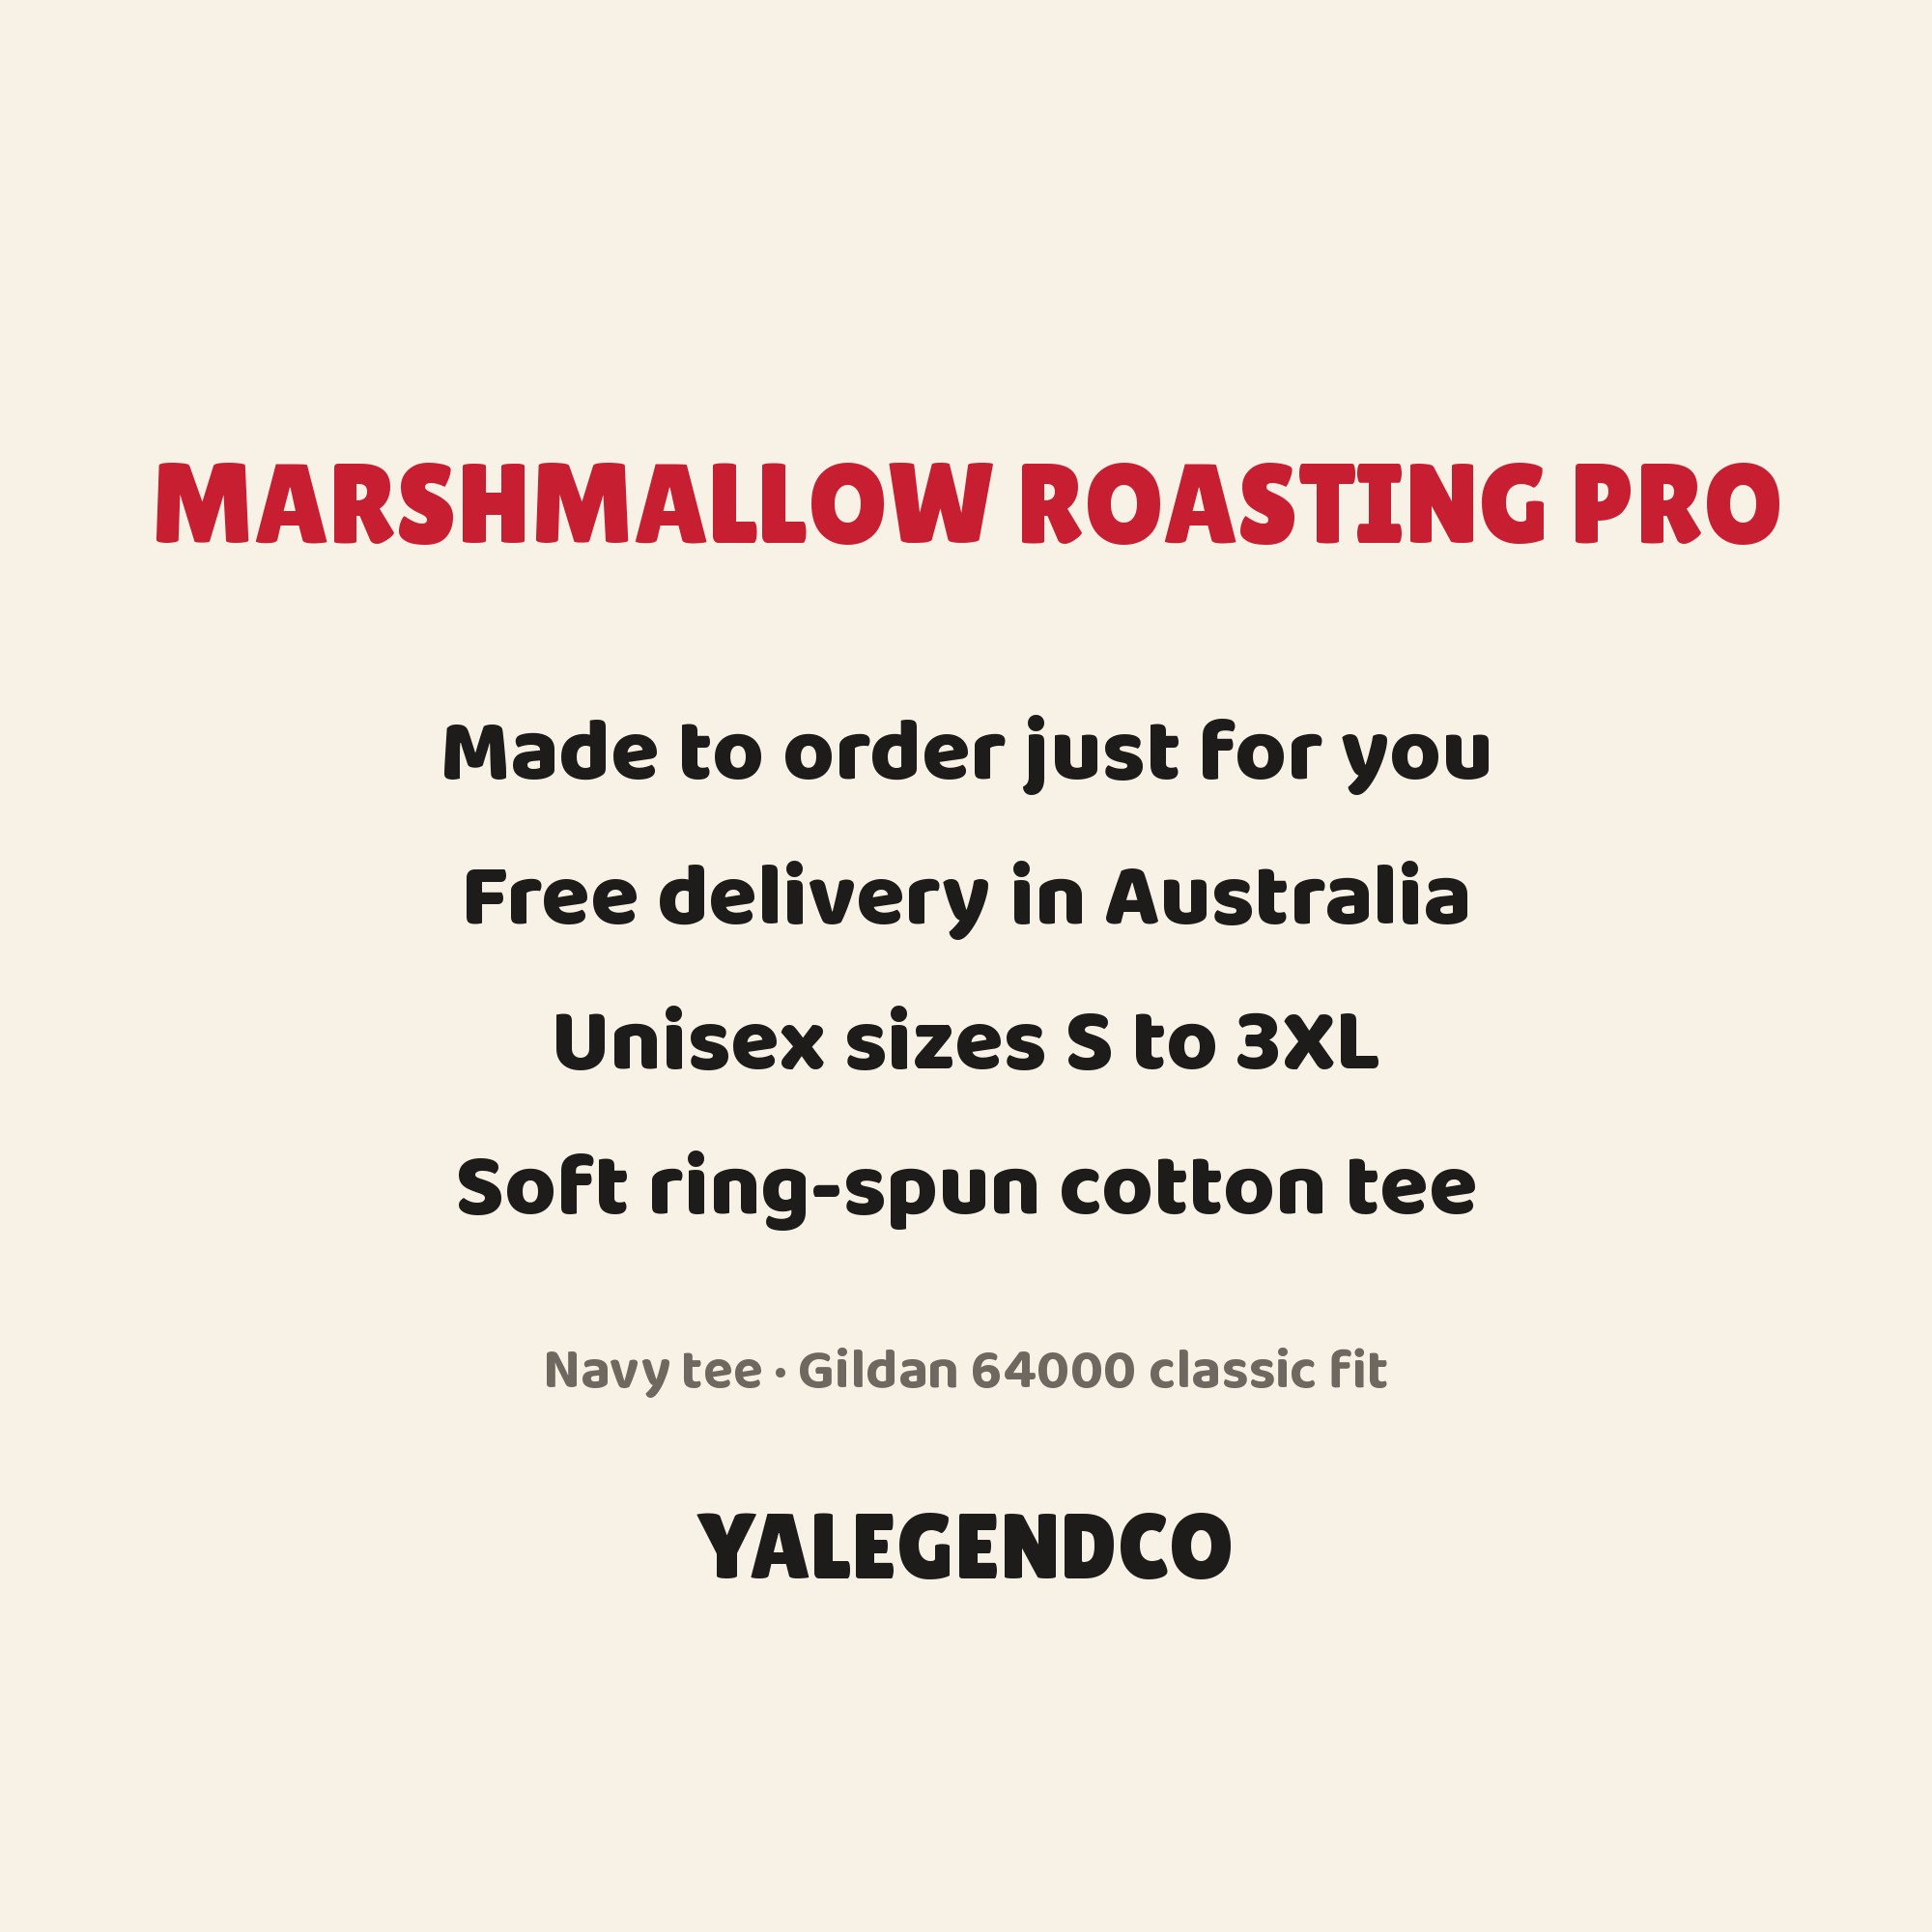 MARSHMALLOW ROASTING PRO
Made to order just for you
Free delivery in Australia
Unisex sizes S to 3XL
Soft ring-spun cotton tee
Navy tee · Gildan 64000 classic fit
YALEGENDCO